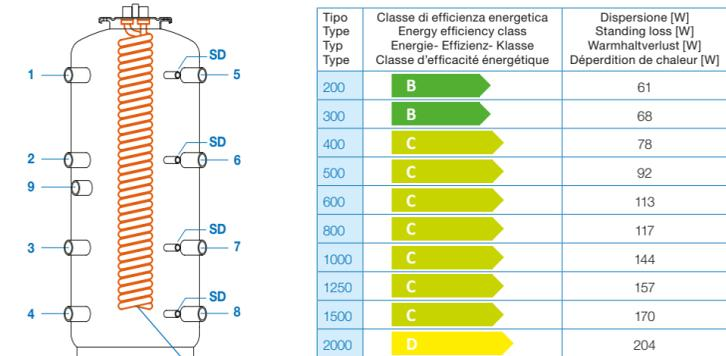 SD
1
5
SD
2
6
9
SD
3
7
SD
4
8
Tipo Classe di efficienza energetica Dispersione [W]
Type Energy efficiency class Standing loss [W]
Typ Energie- Effizienz- Klasse Warmhaltverlust [W]
Type Classe d'efficacité énergétique Déperdition de chaleur [W]
200 B 61
300 B 68
400 C 78
500 C 92
600 C 113
800 C 117
1000 C 144
1250 C 157
1500 C 170
2000 D 204